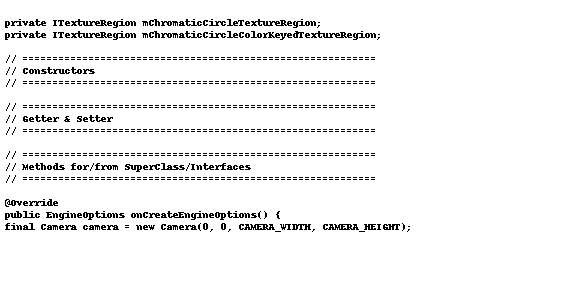 private ITextureRegion mChromaticCircleTextureRegion;
private ITextureRegion mChromaticCircleColorKeyedTextureRegion;
// ===========================================================
// Constructors
// ===========================================================
// ===========================================================
// Getter & Setter
// ===========================================================
// ===========================================================
// Methods for/from SuperClass/Interfaces
// ===========================================================
@Override
public EngineOptions onCreateEngineOptions() {
final Camera camera = new Camera(0, 0, CAMERA_WIDTH, CAMERA_HEIGHT);